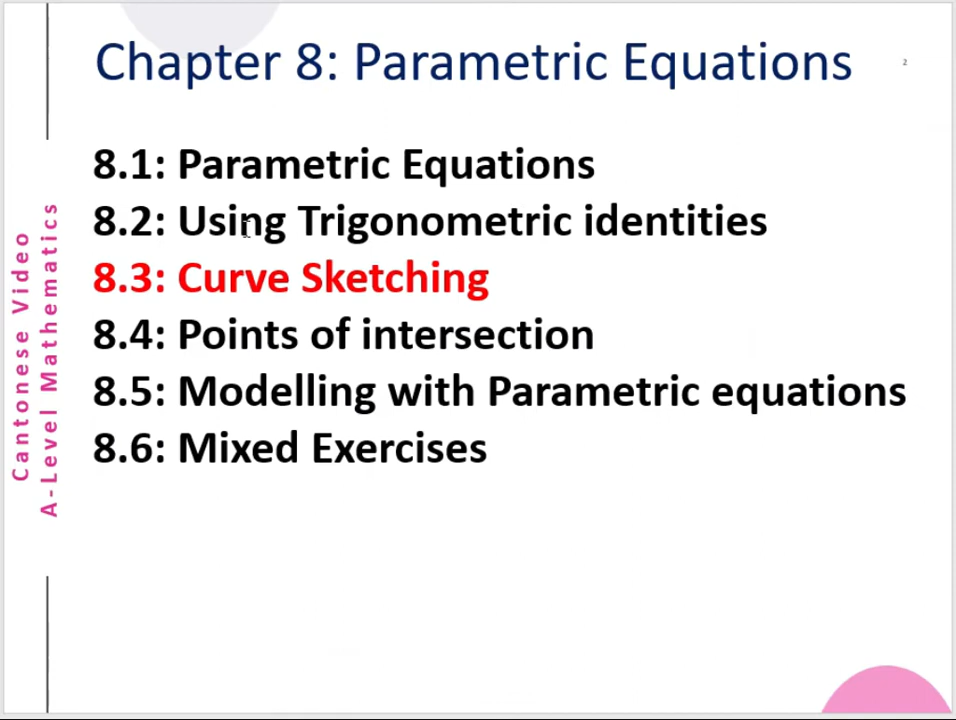 Chapter 8: Parametric Equations
2
8.1: Parametric Equations
8.2: Using Trigonometric identities
8.3: Curve Sketching
8.4: Points of intersection
8.5: Modelling with Parametric equations
8.6: Mixed Exercises
Cantonese Video
A-Level Mathematics